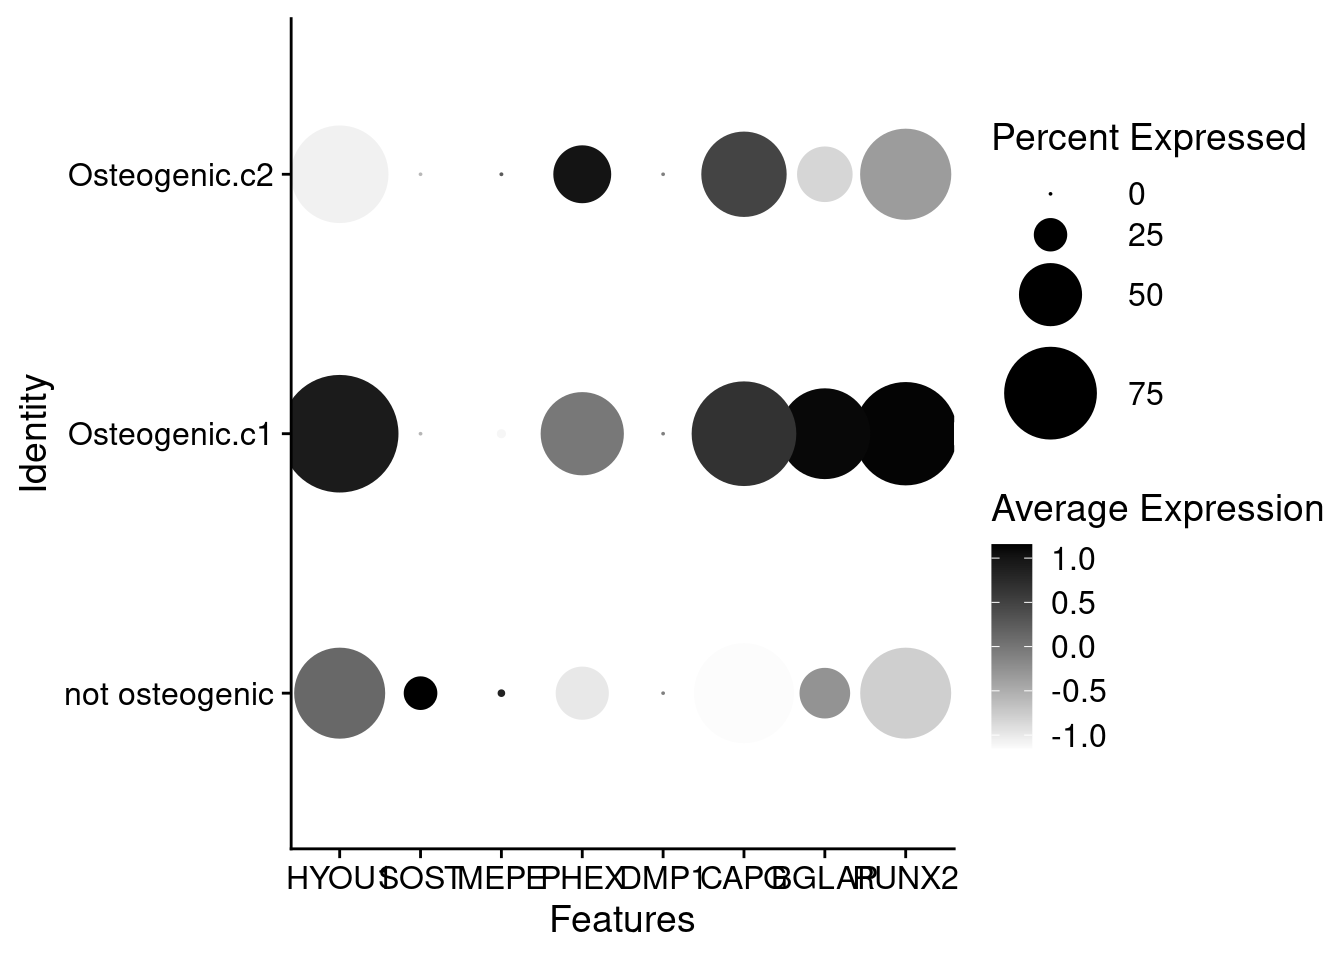 Osteogenic.c2
Osteogenic.c1
not osteogenic
Identity
HYOU1 SOST MEPE PHEX DMP1 CAPG BGLAP RUNX2
Features
Percent Expressed
0
25
50
75
Average Expression
1.0
0.5
0.0
-0.5
-1.0